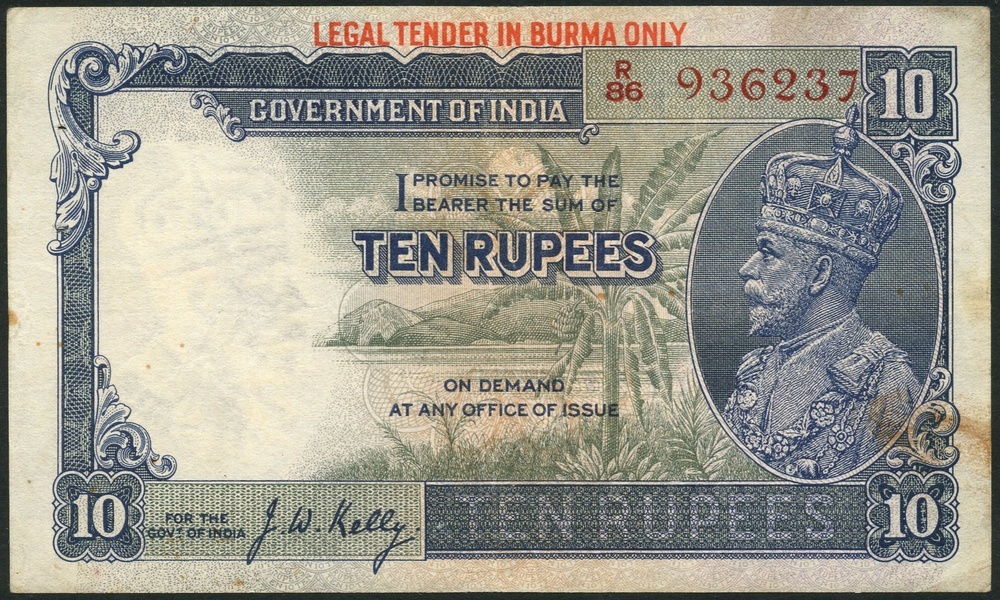 LEGAL TENDER IN BURMA ONLY
R
86 936237
10
GOVERNMENT OF INDIA
I PROMISE TO PAY THE
BEARER THE SUM OF
TEN RUPEES
ON DEMAND
AT ANY OFFICE OF ISSUE
10
FOR THE
GOVT OF INDIA
J. W. Kelly.
TEN RUPEES
10